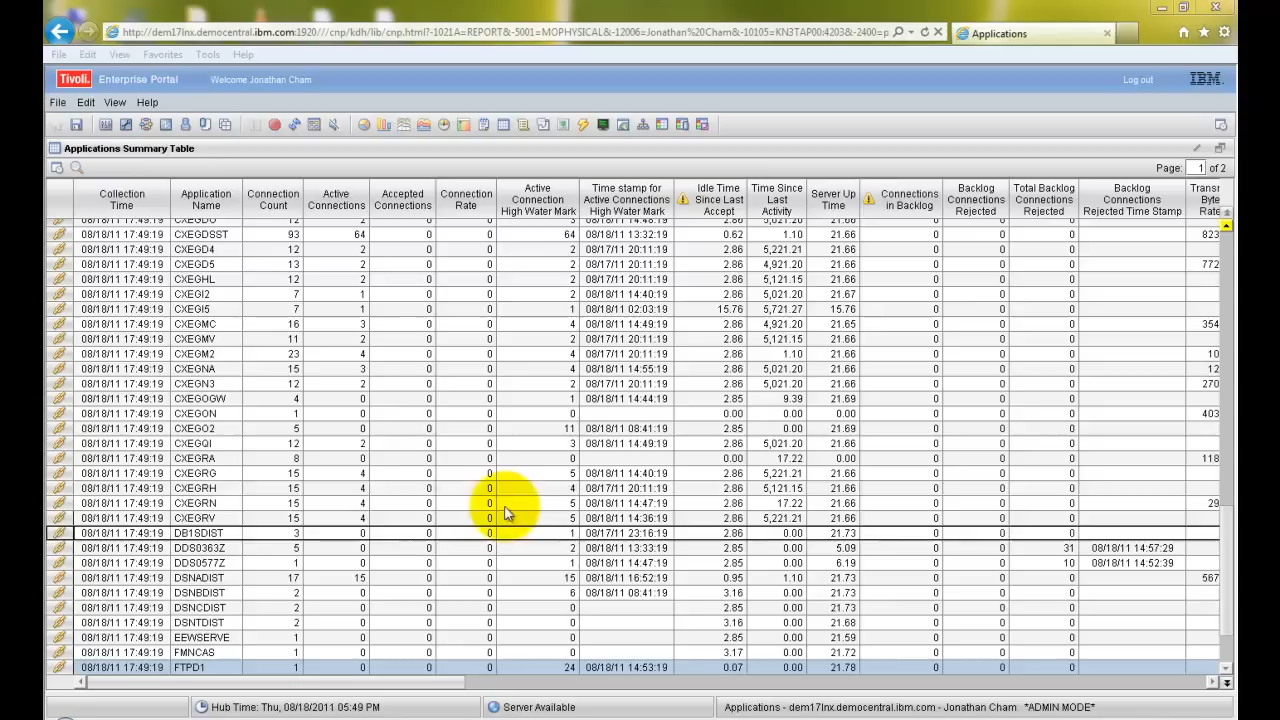 http://dem17lnx.democentral.ibm.com:1920///cnp/kdh/lib/cnp.html?-1021A=REPORT&-5001=MOPHYSICAL&-12006=Jonathan%20Cham&-10105=KN3TAP00:4203&-2400=p
Applications
File Edit View Favorites Tools Help
Tivoli. Enterprise Portal Welcome Jonathan Cham Log out IBM.
File Edit View Help
Applications Summary Table
Page: 1 of 2
Collection Time Application Name Connection Count Active Connections Accepted Connections Connection Rate Active Connection High Water Mark Time stamp for Active Connections High Water Mark Idle Time Since Last Accept Time Since Last Activity Server Up Time Connections in Backlog Backlog Connections Rejected Total Backlog Connections Rejected Backlog Connections Rejected Time Stamp Transm Byte Rate
08/18/11 17:49:19 CXEGDO 12 2 0 0 3 08/18/11 14:48:19 2.86 5,021.20 21.66 0 0 0
08/18/11 17:49:19 CXEGDSST 93 64 0 0 64 08/18/11 13:32:19 0.62 1.10 21.66 0 0 0 823
08/18/11 17:49:19 CXEGD4 12 2 0 0 2 08/17/11 20:11:19 2.86 5,221.21 21.66 0 0 0
08/18/11 17:49:19 CXEGD5 13 2 0 0 2 08/17/11 20:11:19 2.86 4,921.20 21.66 0 0 0 772
08/18/11 17:49:19 CXEGHL 12 2 0 0 2 08/17/11 20:11:19 2.86 5,121.15 21.66 0 0 0
08/18/11 17:49:19 CXEGI2 7 1 0 0 2 08/18/11 14:40:19 2.86 5,021.20 21.67 0 0 0
08/18/11 17:49:19 CXEGI5 7 1 0 0 1 08/18/11 02:03:19 15.76 5,721.27 15.76 0 0 0
08/18/11 17:49:19 CXEGMC 16 3 0 0 4 08/18/11 14:49:19 2.86 4,921.20 21.65 0 0 0 354
08/18/11 17:49:19 CXEGMV 11 2 0 0 2 08/17/11 20:11:19 2.86 5,121.15 21.66 0 0 0
08/18/11 17:49:19 CXEGM2 23 4 0 0 4 08/17/11 20:11:19 2.86 1.10 21.66 0 0 0 10
08/18/11 17:49:19 CXEGNA 15 3 0 0 4 08/18/11 14:55:19 2.86 5,021.20 21.66 0 0 0 12
08/18/11 17:49:19 CXEGN3 12 2 0 0 2 08/17/11 20:11:19 2.86 5,021.20 21.66 0 0 0 270
08/18/11 17:49:19 CXEGOGW 4 0 0 0 1 08/18/11 14:44:19 2.85 9.39 21.66 0 0 0
08/18/11 17:49:19 CXEGON 1 0 0 0 0 0.00 0.00 0.00 0 0 0 403
08/18/11 17:49:19 CXEGO2 5 0 0 0 11 08/18/11 08:41:19 2.85 0.00 21.69 0 0 0
08/18/11 17:49:19 CXEGQI 12 2 0 0 3 08/18/11 14:49:19 2.86 5,021.20 21.66 0 0 0
08/18/11 17:49:19 CXEGRA 8 0 0 0 0 0.00 17.22 0.00 0 0 0 118
08/18/11 17:49:19 CXEGRG 15 4 0 0 5 08/18/11 14:40:19 2.86 5,221.21 21.66 0 0 0
08/18/11 17:49:19 CXEGRH 15 4 0 0 4 08/17/11 20:11:19 2.86 5,121.15 21.66 0 0 0
08/18/11 17:49:19 CXEGRN 15 4 0 0 5 08/18/11 14:47:19 2.86 17.22 21.66 0 0 0 29
08/18/11 17:49:19 CXEGRV 15 4 0 0 5 08/18/11 14:36:19 2.86 5,221.21 21.66 0 0 0
08/18/11 17:49:19 DB1SDIST 3 0 0 0 1 08/17/11 23:16:19 2.86 0.00 21.73 0 0 0
08/18/11 17:49:19 DDS0363Z 5 0 0 0 2 08/18/11 13:33:19 2.85 0.00 5.09 0 0 31 08/18/11 14:57:29
08/18/11 17:49:19 DDS0577Z 1 0 0 0 1 08/18/11 14:47:19 2.85 0.00 6.19 0 0 10 08/18/11 14:52:39
08/18/11 17:49:19 DSNADIST 17 15 0 0 15 08/18/11 16:52:19 0.95 1.10 21.73 0 0 0 567
08/18/11 17:49:19 DSNBDIST 2 0 0 0 6 08/18/11 08:41:19 3.16 0.00 21.73 0 0 0
08/18/11 17:49:19 DSNCDIST 2 0 0 0 0 2.85 0.00 21.73 0 0 0
08/18/11 17:49:19 DSNTDIST 2 0 0 0 0 3.16 0.00 21.68 0 0 0
08/18/11 17:49:19 EEWSERVE 1 0 0 0 0 2.85 0.00 21.59 0 0 0
08/18/11 17:49:19 FMNCAS 1 0 0 0 0 3.17 0.00 21.72 0 0 0
08/18/11 17:49:19 FTPD1 1 0 0 0 24 08/18/11 14:53:19 0.07 0.00 21.78 0 0 0
Hub Time: Thu, 08/18/2011 05:49 PM Server Available Applications - dem17lnx.democentral.ibm.com - Jonathan Cham *ADMIN MODE*